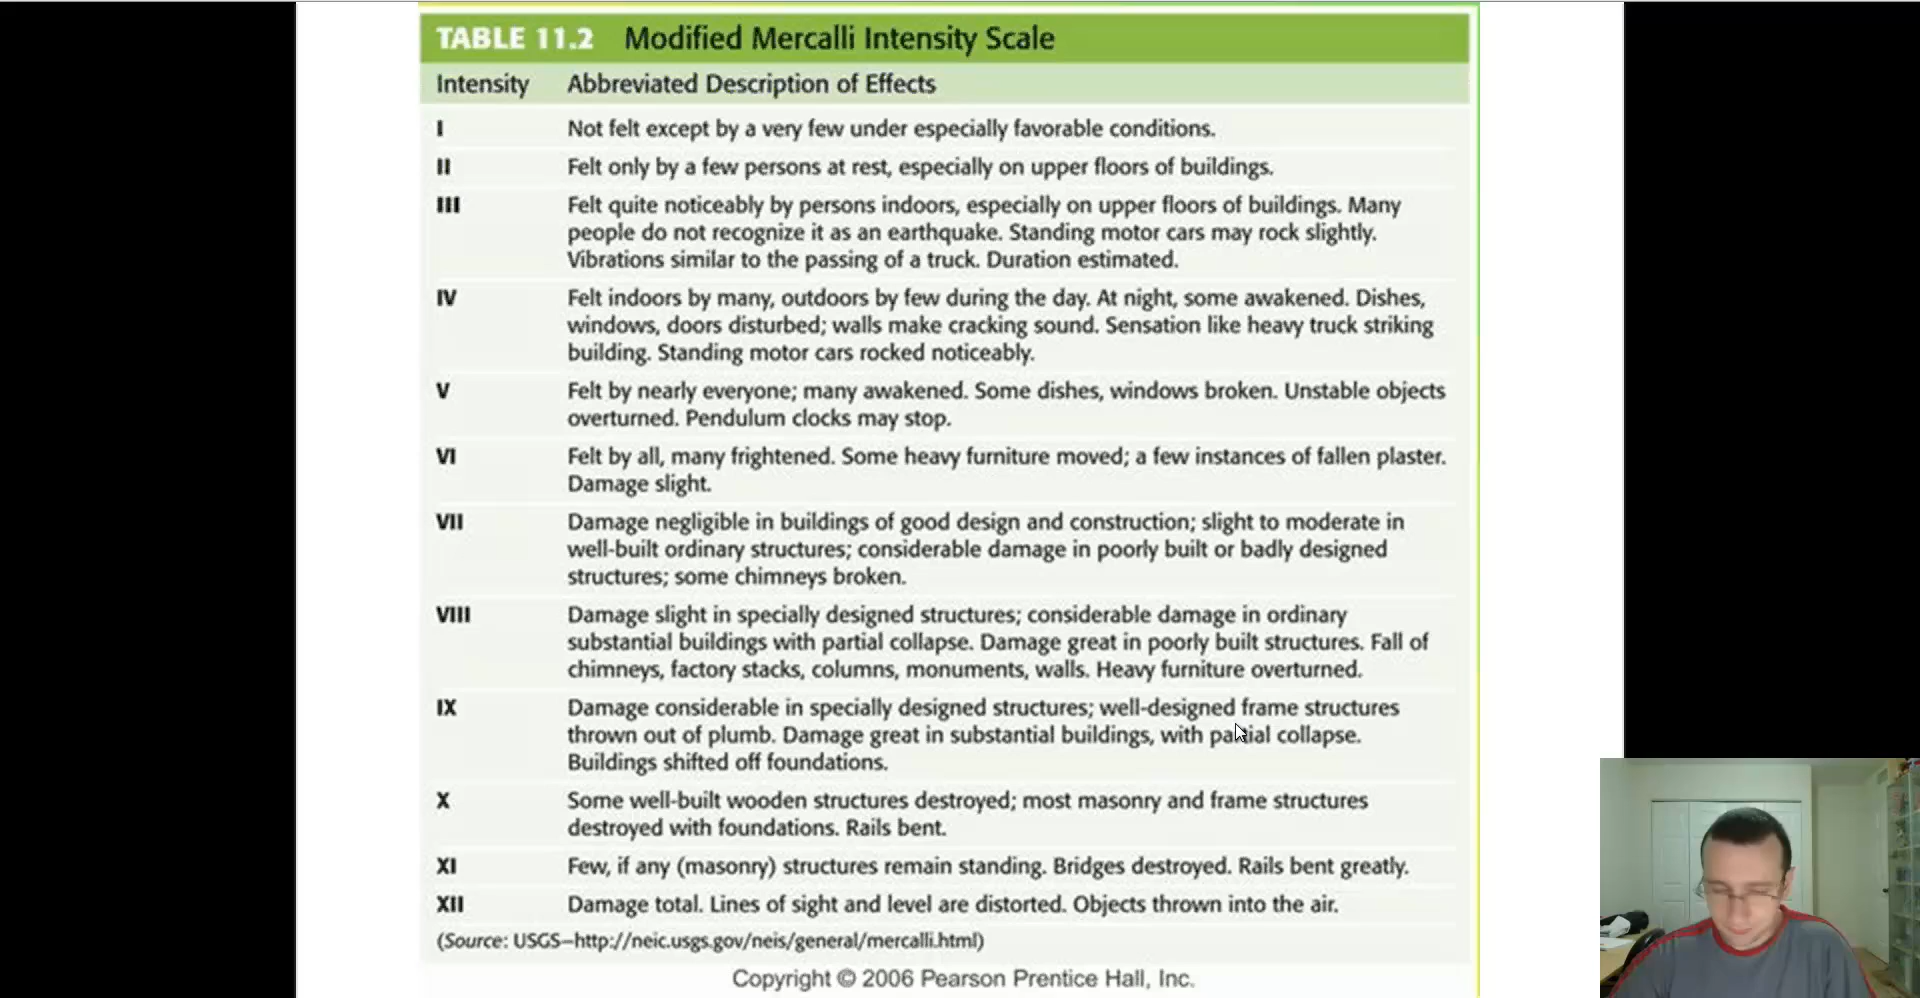 TABLE 11.2 Modified Mercalli Intensity Scale
Intensity Abbreviated Description of Effects
I Not felt except by a very few under especially favorable conditions.
II Felt only by a few persons at rest, especially on upper floors of buildings.
III Felt quite noticeably by persons indoors, especially on upper floors of buildings. Many
people do not recognize it as an earthquake. Standing motor cars may rock slightly.
Vibrations similar to the passing of a truck. Duration estimated.
IV Felt indoors by many, outdoors by few during the day. At night, some awakened. Dishes,
windows, doors disturbed; walls make cracking sound. Sensation like heavy truck striking
building. Standing motor cars rocked noticeably.
V Felt by nearly everyone; many awakened. Some dishes, windows broken. Unstable objects
overturned. Pendulum clocks may stop.
VI Felt by all, many frightened. Some heavy furniture moved; a few instances of fallen plaster.
Damage slight.
VII Damage negligible in buildings of good design and construction; slight to moderate in
well-built ordinary structures; considerable damage in poorly built or badly designed
structures; some chimneys broken.
VIII Damage slight in specially designed structures; considerable damage in ordinary
substantial buildings with partial collapse. Damage great in poorly built structures. Fall of
chimneys, factory stacks, columns, monuments, walls. Heavy furniture overturned.
IX Damage considerable in specially designed structures; well-designed frame structures
thrown out of plumb. Damage great in substantial buildings, with partial collapse.
Buildings shifted off foundations.
X Some well-built wooden structures destroyed; most masonry and frame structures
destroyed with foundations. Rails bent.
XI Few, if any (masonry) structures remain standing. Bridges destroyed. Rails bent greatly.
XII Damage total. Lines of sight and level are distorted. Objects thrown into the air.
(Source: USGS–http://neic.usgs.gov/neis/general/mercalli.html)
Copyright © 2006 Pearson Prentice Hall, Inc.